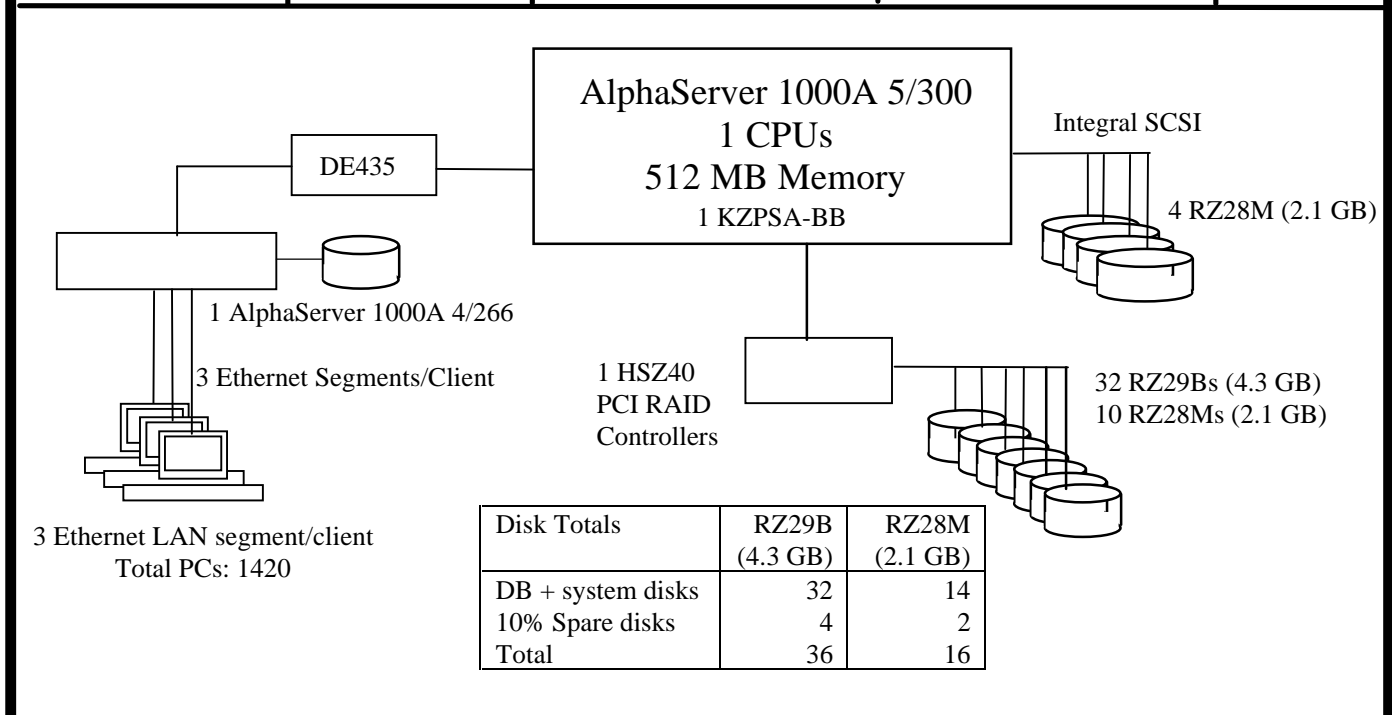 AlphaServer 1000A 5/300
1 CPUs
512 MB Memory
1 KZPSA-BB
Integral SCSI
DE435
4 RZ28M (2.1 GB)
1 AlphaServer 1000A 4/266
3 Ethernet Segments/Client
1 HSZ40
PCI RAID
Controllers
32 RZ29Bs (4.3 GB)
10 RZ28Ms (2.1 GB)
3 Ethernet LAN segment/client
Total PCs: 1420
Disk Totals RZ29B RZ28M
(4.3 GB) (2.1 GB)
DB + system disks 32 14
10% Spare disks 4 2
Total 36 16